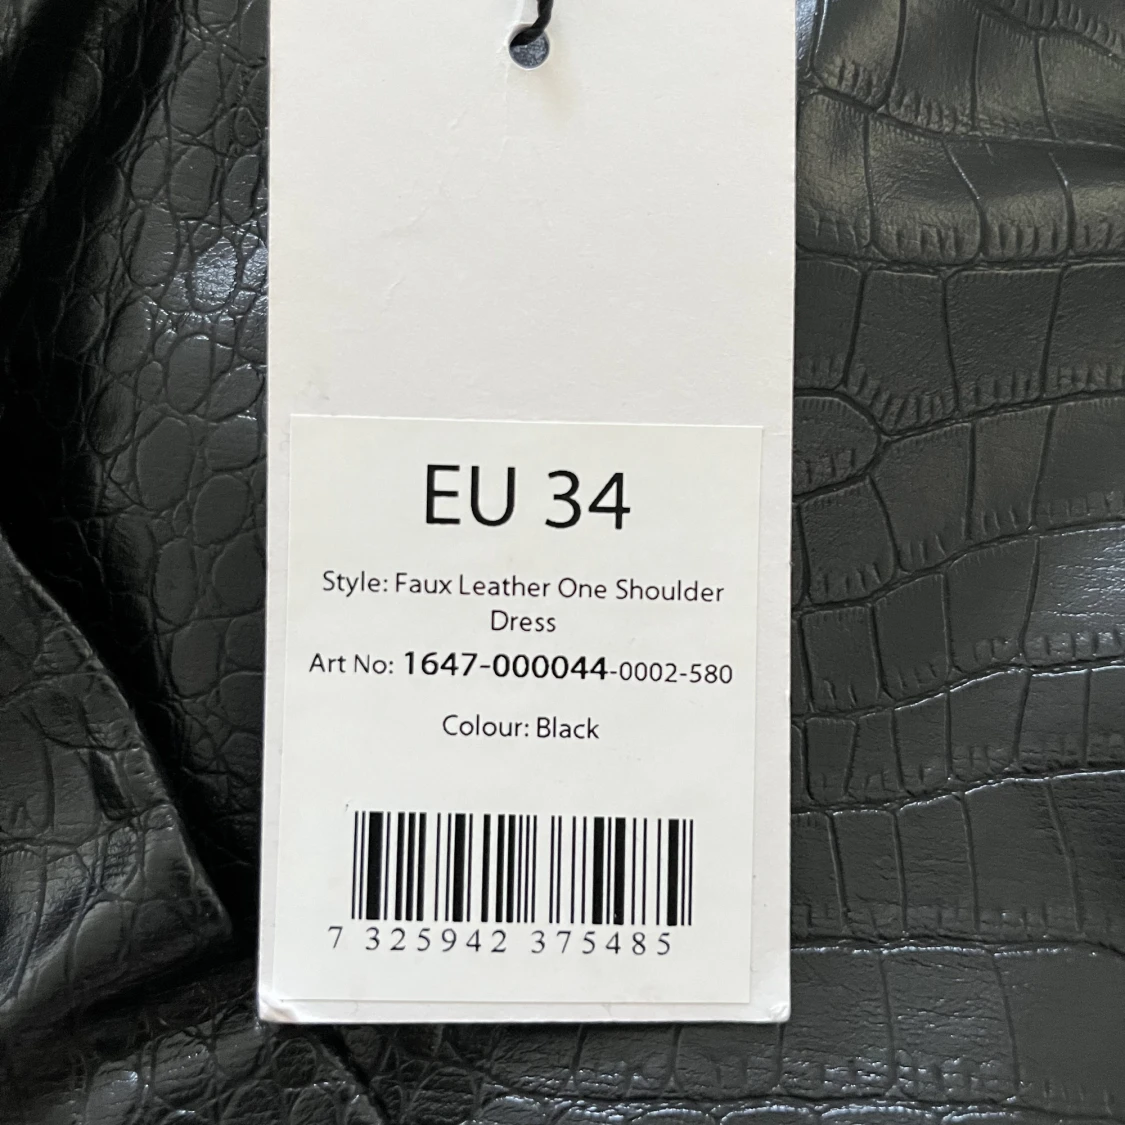 EU 34
Style: Faux Leather One Shoulder
Dress
Art No: 1647-000044-0002-580
Colour: Black
7 325942 375485